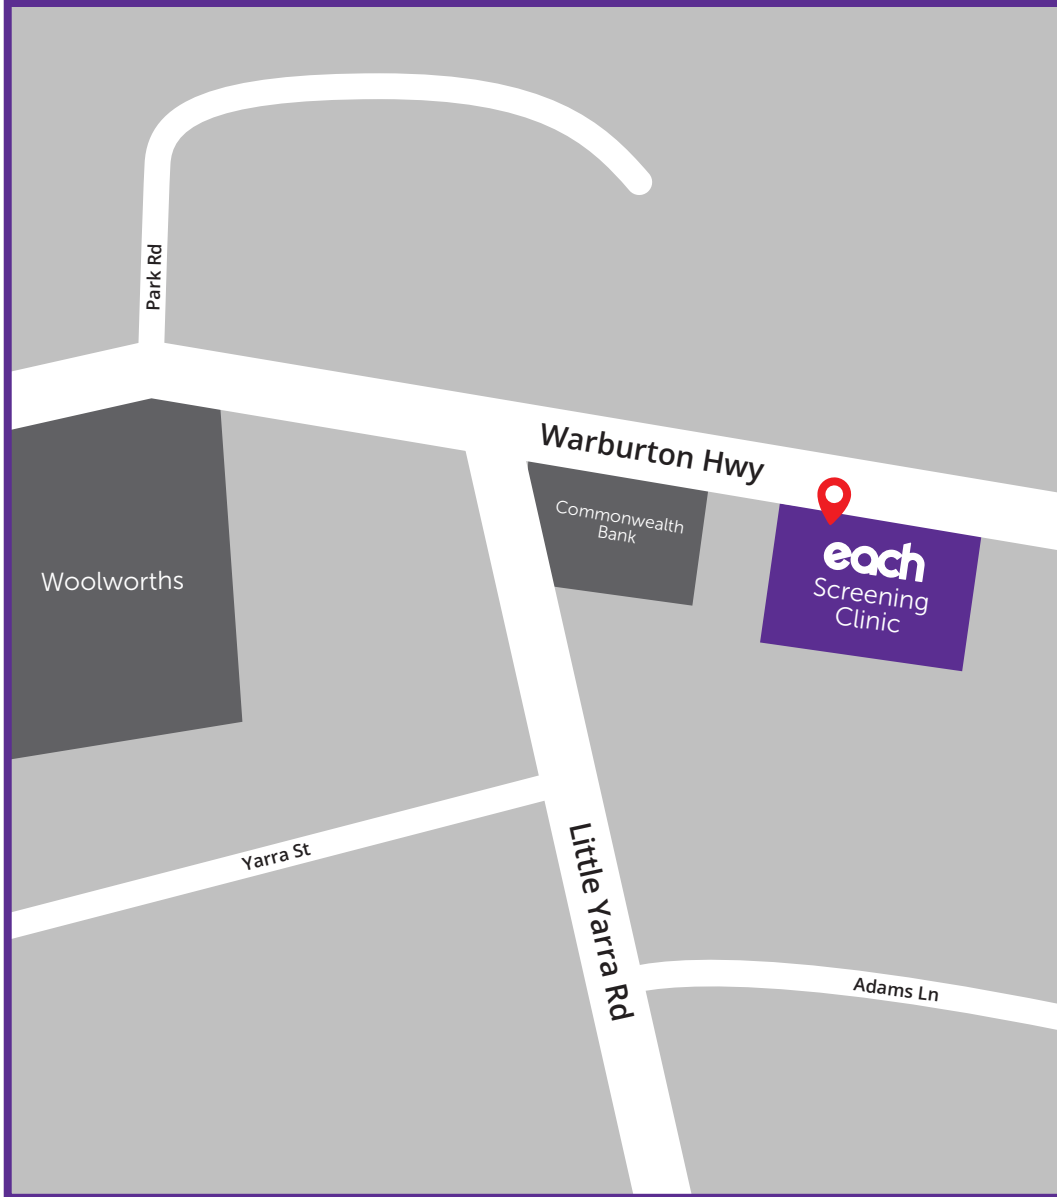 Park Rd
Warburton Hwy
Commonwealth
Bank
each
Screening
Clinic
Woolworths
Yarra St
Little Yarra Rd
Adams Ln